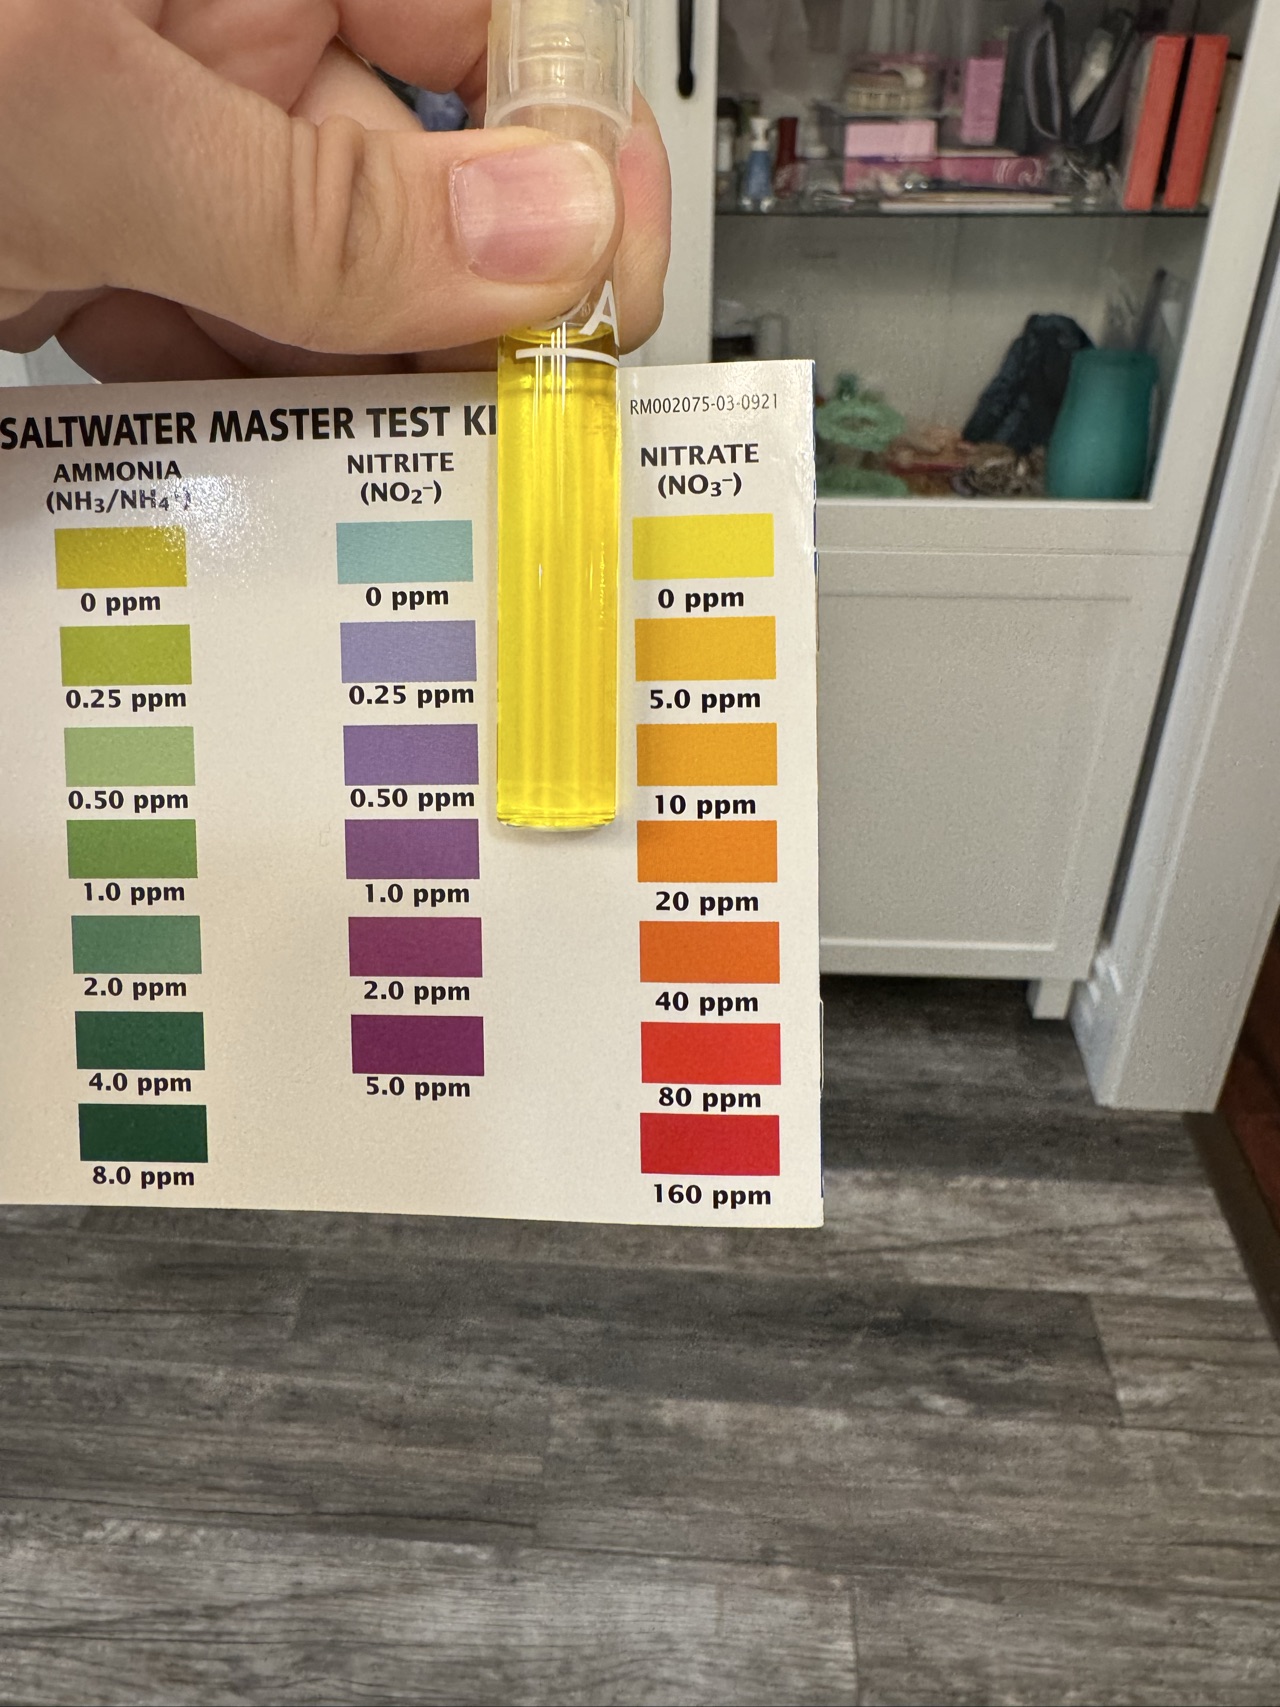 A
SALTWATER MASTER TEST KI
RM002075-03-0921
AMMONIA
(NH3/NH4+)
0 ppm
0.25 ppm
0.50 ppm
1.0 ppm
2.0 ppm
4.0 ppm
8.0 ppm
NITRITE
(NO2–)
0 ppm
0.25 ppm
0.50 ppm
1.0 ppm
2.0 ppm
5.0 ppm
NITRATE
(NO3–)
0 ppm
5.0 ppm
10 ppm
20 ppm
40 ppm
80 ppm
160 ppm